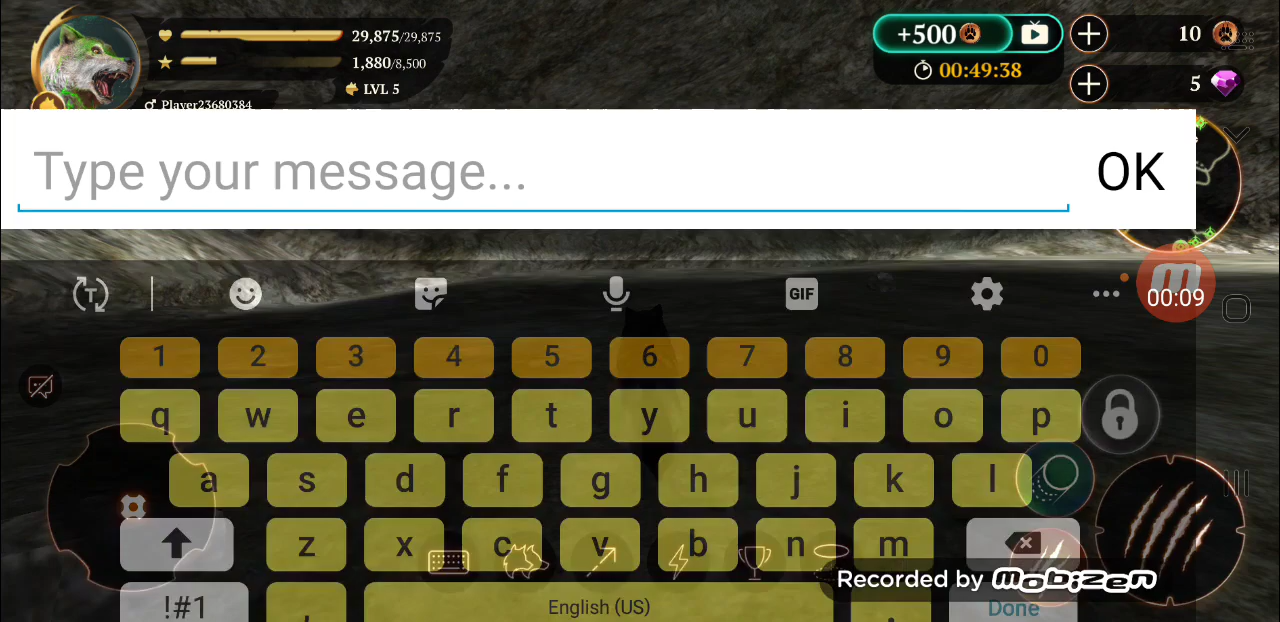 29,875/29,875
+500
10
1,880/8,500
00:49:38
LVL 5
5
Player23680384
Type your message...
OK
T
GIF
00:09
1 2 3 4 5 6 7 8 9 0
q w e r t y u i o p
a s d f g h j k l
z x c v b n m
Recorded by mobizen
!#1 , English (US) . Done